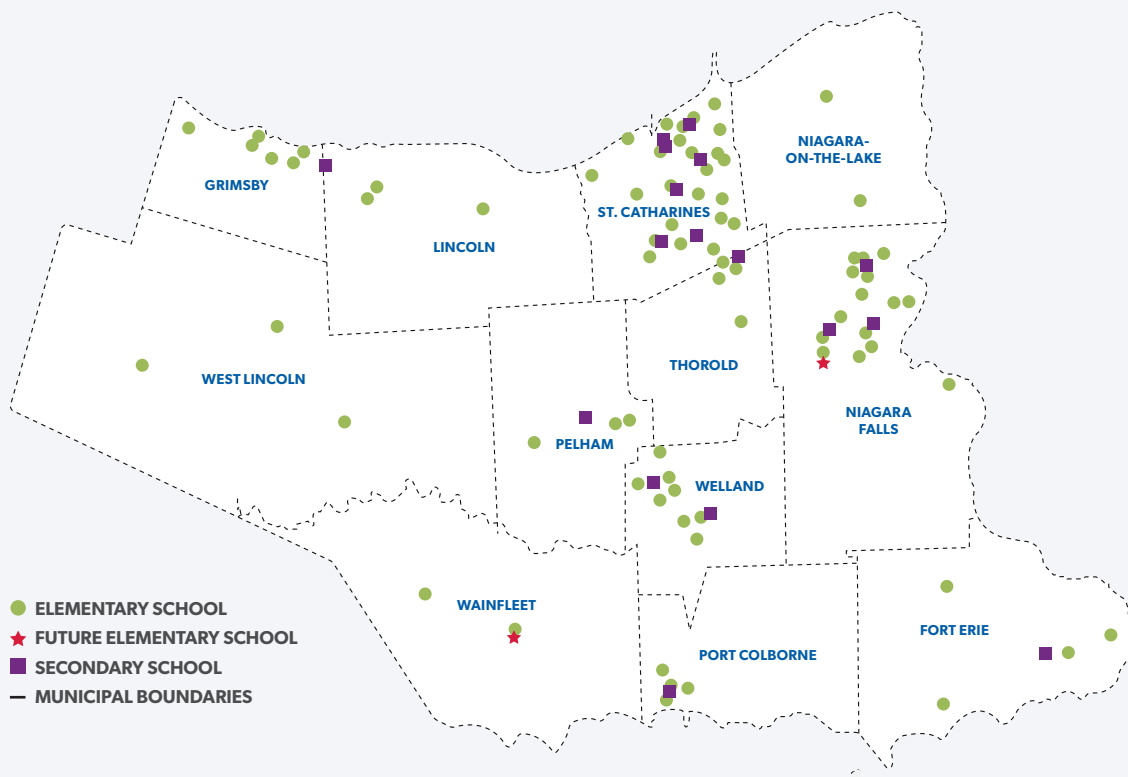 NIAGARA-
ON-THE-LAKE
GRIMSBY
ST. CATHARINES
LINCOLN
THOROLD
WEST LINCOLN
NIAGARA
FALLS
PELHAM
WELLAND
WAINFLEET
FORT ERIE
PORT COLBORNE
ELEMENTARY SCHOOL
FUTURE ELEMENTARY SCHOOL
SECONDARY SCHOOL
MUNICIPAL BOUNDARIES